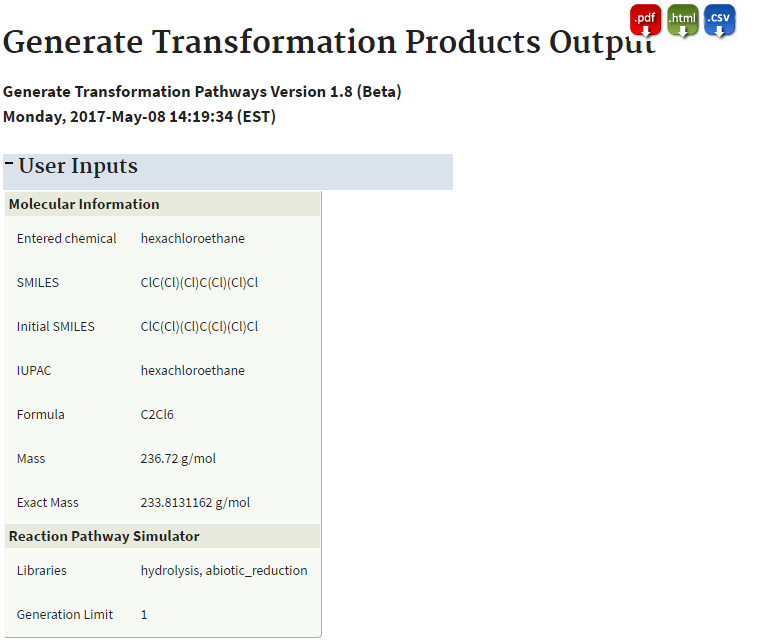 .pdf .html .csv
Generate Transformation Products Output
Generate Transformation Pathways Version 1.8 (Beta)
Monday, 2017-May-08 14:19:34 (EST)
User Inputs
Molecular Information
Entered chemical hexachloroethane
SMILES ClC(Cl)(Cl)C(Cl)(Cl)Cl
Initial SMILES ClC(Cl)(Cl)C(Cl)(Cl)Cl
IUPAC hexachloroethane
Formula C2Cl6
Mass 236.72 g/mol
Exact Mass 233.8131162 g/mol
Reaction Pathway Simulator
Libraries hydrolysis, abiotic_reduction
Generation Limit 1